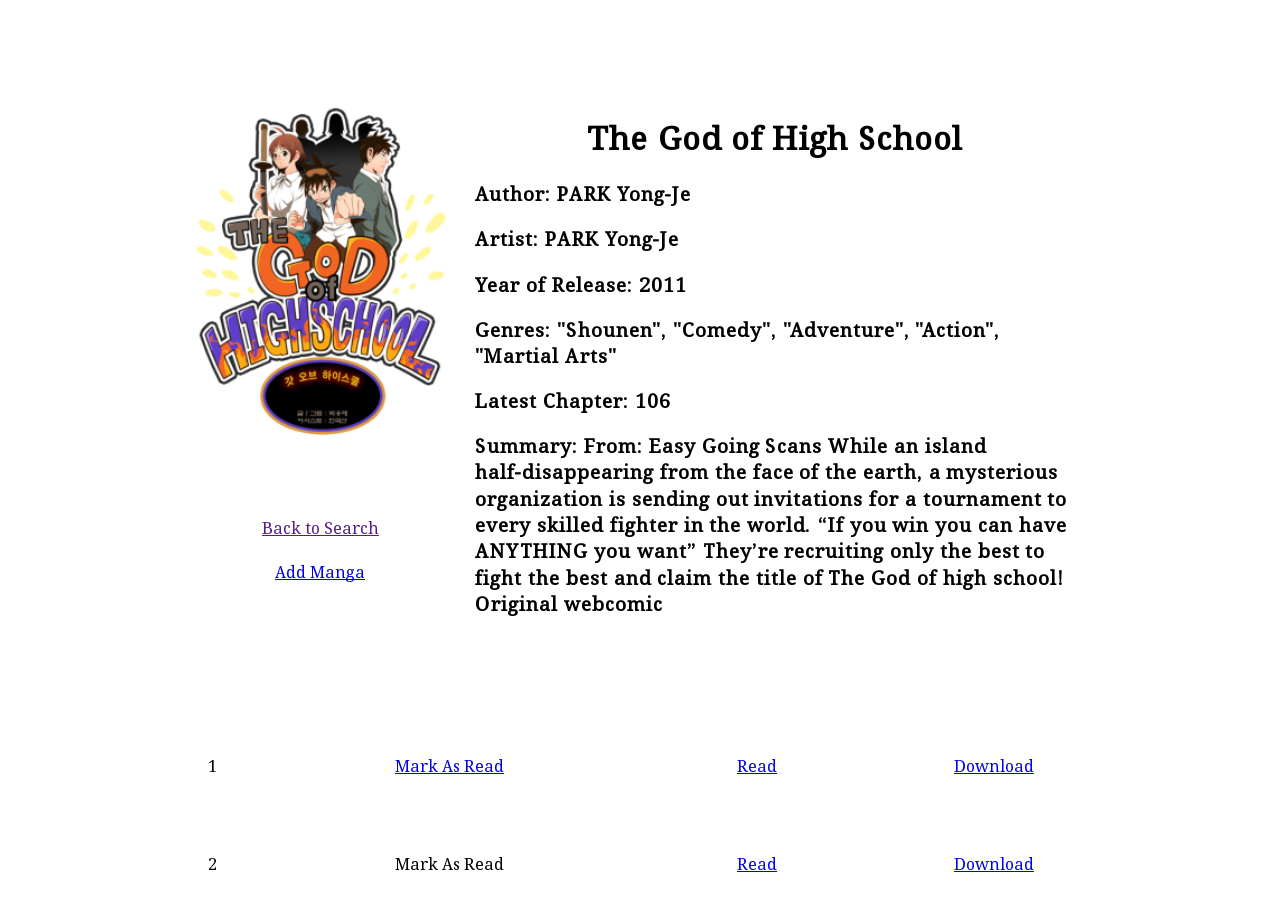 THE
GOD
of
HIGHSCHOOL
갓 오브 하이스쿨
The God of High School
Author: PARK Yong-Je
Artist: PARK Yong-Je
Year of Release: 2011
Genres: "Shounen", "Comedy", "Adventure", "Action",
"Martial Arts"
Latest Chapter: 106
Summary: From: Easy Going Scans While an island
half-disappearing from the face of the earth, a mysterious
organization is sending out invitations for a tournament to
every skilled fighter in the world. “If you win you can have
ANYTHING you want” They’re recruiting only the best to
fight the best and claim the title of The God of high school!
Original webcomic
Back to Search
Add Manga
1 Mark As Read Read Download
2 Mark As Read Read Download